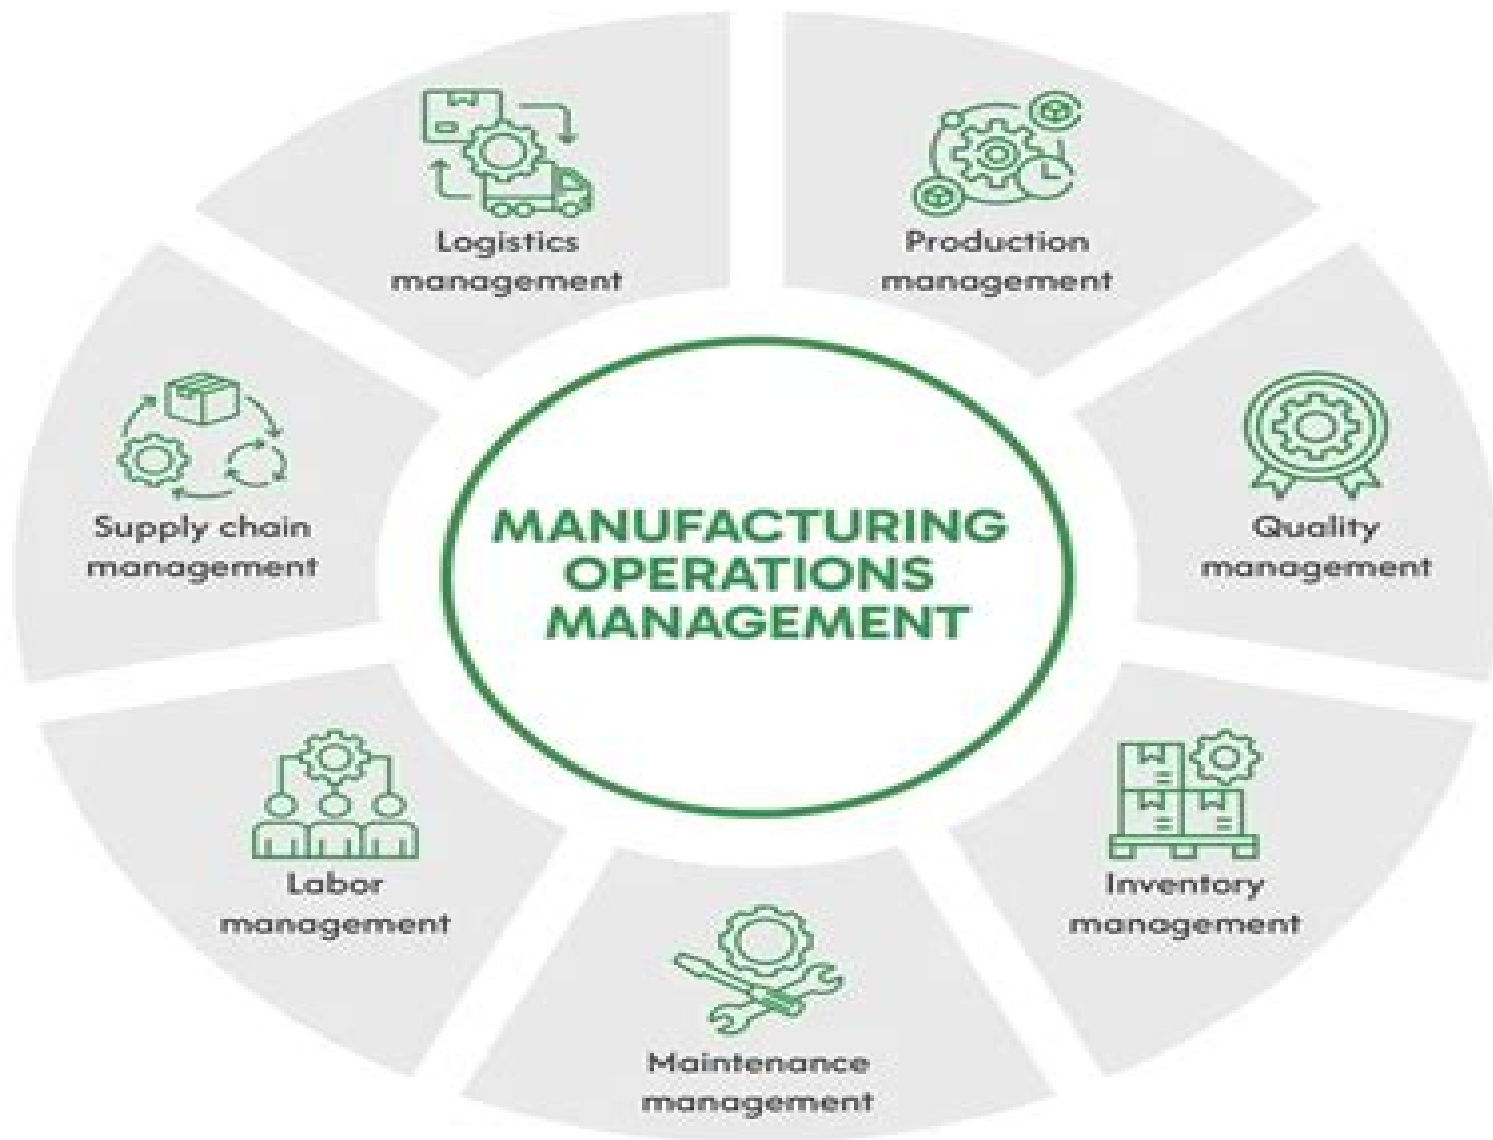 Logistics
management
Production
management
Supply chain
management
Quality
management
MANUFACTURING
OPERATIONS
MANAGEMENT
Labor
management
Inventory
management
Maintenance
management